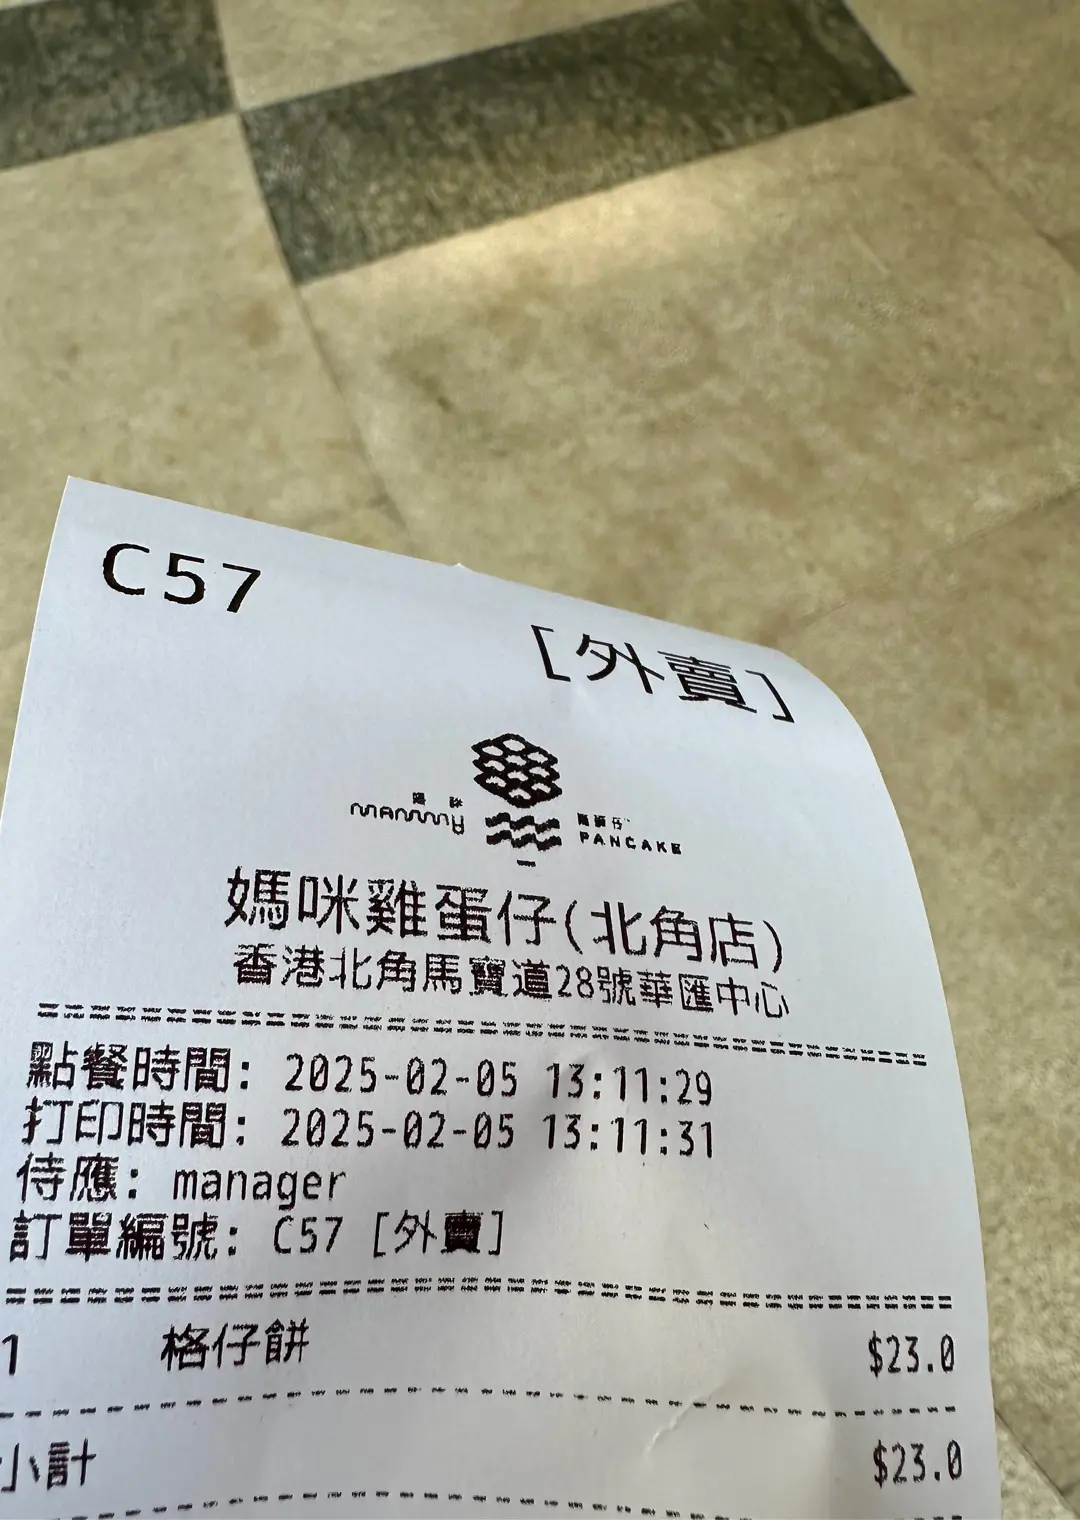 C57
[外賣]
媽咪 雞蛋仔
MAMMY PANCAKE
媽咪雞蛋仔(北角店)
香港北角馬寶道28號華匯中心
點餐時間: 2025-02-05 13:11:29
打印時間: 2025-02-05 13:11:31
侍應: manager
訂單編號: C57 [外賣]
1 格仔餅 $23.0
小計 $23.0